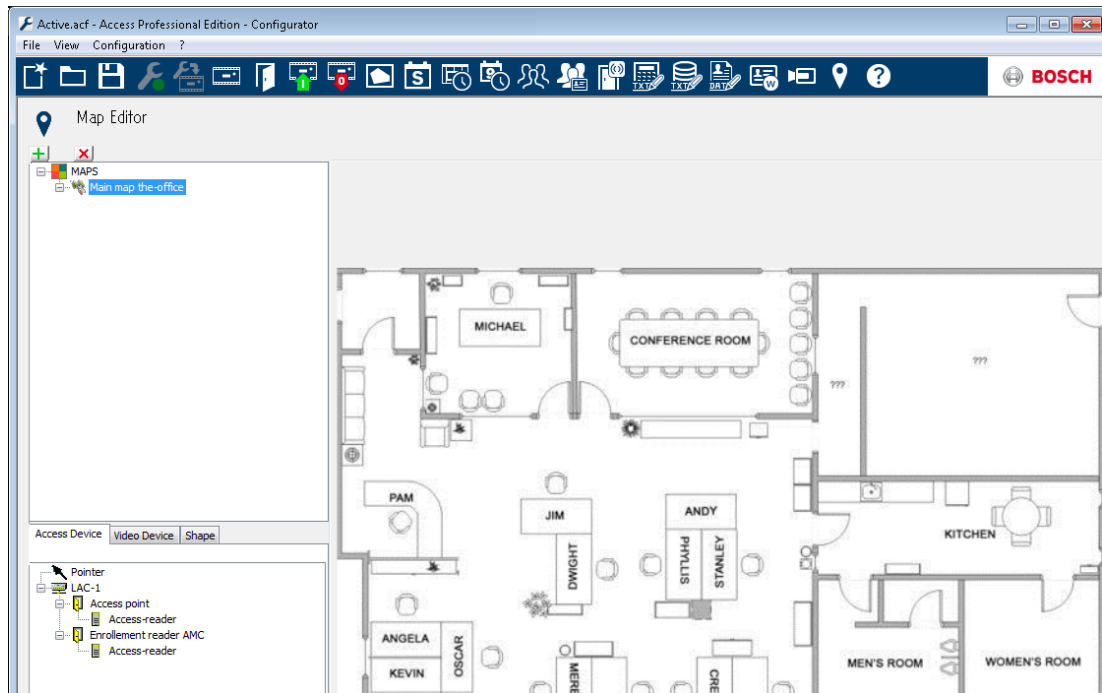 Active.acf - Access Professional Edition - Configurator
File View Configuration ?
BOSCH
Map Editor
MAPS
Main map the-office
Access Device Video Device Shape
Pointer
LAC-1
Access point
Access-reader
Enrollement reader AMC
Access-reader
MICHAEL
CONFERENCE ROOM
???
???
PAM
JIM
ANDY
DWIGHT
PHYLLIS
STANLEY
KITCHEN
ANGELA
OSCAR
KEVIN
MERE
CRE
MEN'S ROOM
WOMEN'S ROOM
S
TXT
TXT
DATA
W
?